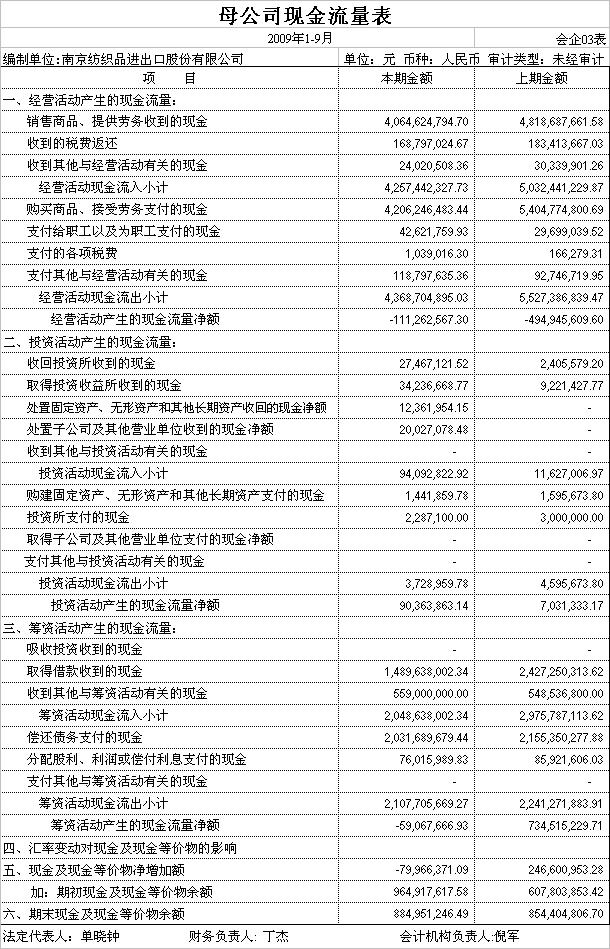 母公司现金流量表
2009年1-9月 会企03表
编制单位:南京纺织品进出口股份有限公司 单位: 元 币种: 人民币 审计类型: 未经审计
项 目 本期金额 上期金额
一、经营活动产生的现金流量:
销售商品、提供劳务收到的现金 4,064,624,794.70 4,818,687,661.58
收到的税费返还 168,797,024.67 183,413,667.03
收到其他与经营活动有关的现金 24,020,508.36 30,339,901.26
经营活动现金流入小计 4,257,442,327.73 5,032,441,229.87
购买商品、接受劳务支付的现金 4,206,246,483.44 5,404,774,800.69
支付给职工以及为职工支付的现金 42,621,759.93 29,699,039.52
支付的各项税费 1,039,016.30 166,279.31
支付其他与经营活动有关的现金 118,797,635.36 92,746,719.95
经营活动现金流出小计 4,368,704,895.03 5,527,386,839.47
经营活动产生的现金流量净额 -111,262,567.30 -494,945,609.60
二、投资活动产生的现金流量:
收回投资所收到的现金 27,467,121.52 2,405,579.20
取得投资收益所收到的现金 34,236,668.77 9,221,427.77
处置固定资产、无形资产和其他长期资产收回的现金净额 12,361,954.15 -
处置子公司及其他营业单位收到的现金净额 20,027,078.48 -
收到其他与投资活动有关的现金 - -
投资活动现金流入小计 94,092,822.92 11,627,006.97
购建固定资产、无形资产和其他长期资产支付的现金 1,441,859.78 1,595,673.80
投资所支付的现金 2,287,100.00 3,000,000.00
取得子公司及其他营业单位支付的现金净额 - -
支付其他与投资活动有关的现金 - -
投资活动现金流出小计 3,728,959.78 4,595,673.80
投资活动产生的现金流量净额 90,363,863.14 7,031,333.17
三、筹资活动产生的现金流量:
吸收投资收到的现金 - -
取得借款收到的现金 1,489,638,002.34 2,427,250,313.62
收到其他与筹资活动有关的现金 559,000,000.00 548,536,800.00
筹资活动现金流入小计 2,048,638,002.34 2,975,787,113.62
偿还债务支付的现金 2,031,689,679.44 2,155,350,277.88
分配股利、利润或偿付利息支付的现金 76,015,989.83 85,921,606.03
支付其他与筹资活动有关的现金 - -
筹资活动现金流出小计 2,107,705,669.27 2,241,271,883.91
筹资活动产生的现金流量净额 -59,067,666.93 734,515,229.71
四、汇率变动对现金及现金等价物的影响
五、现金及现金等价物净增加额 -79,966,371.09 246,600,953.28
加: 期初现金及现金等价物余额 964,917,617.58 607,803,853.42
六、期末现金及现金等价物余额 884,951,246.49 854,404,806.70
法定代表人: 单晓钟 财务负责人: 丁杰 会计机构负责人:倪军